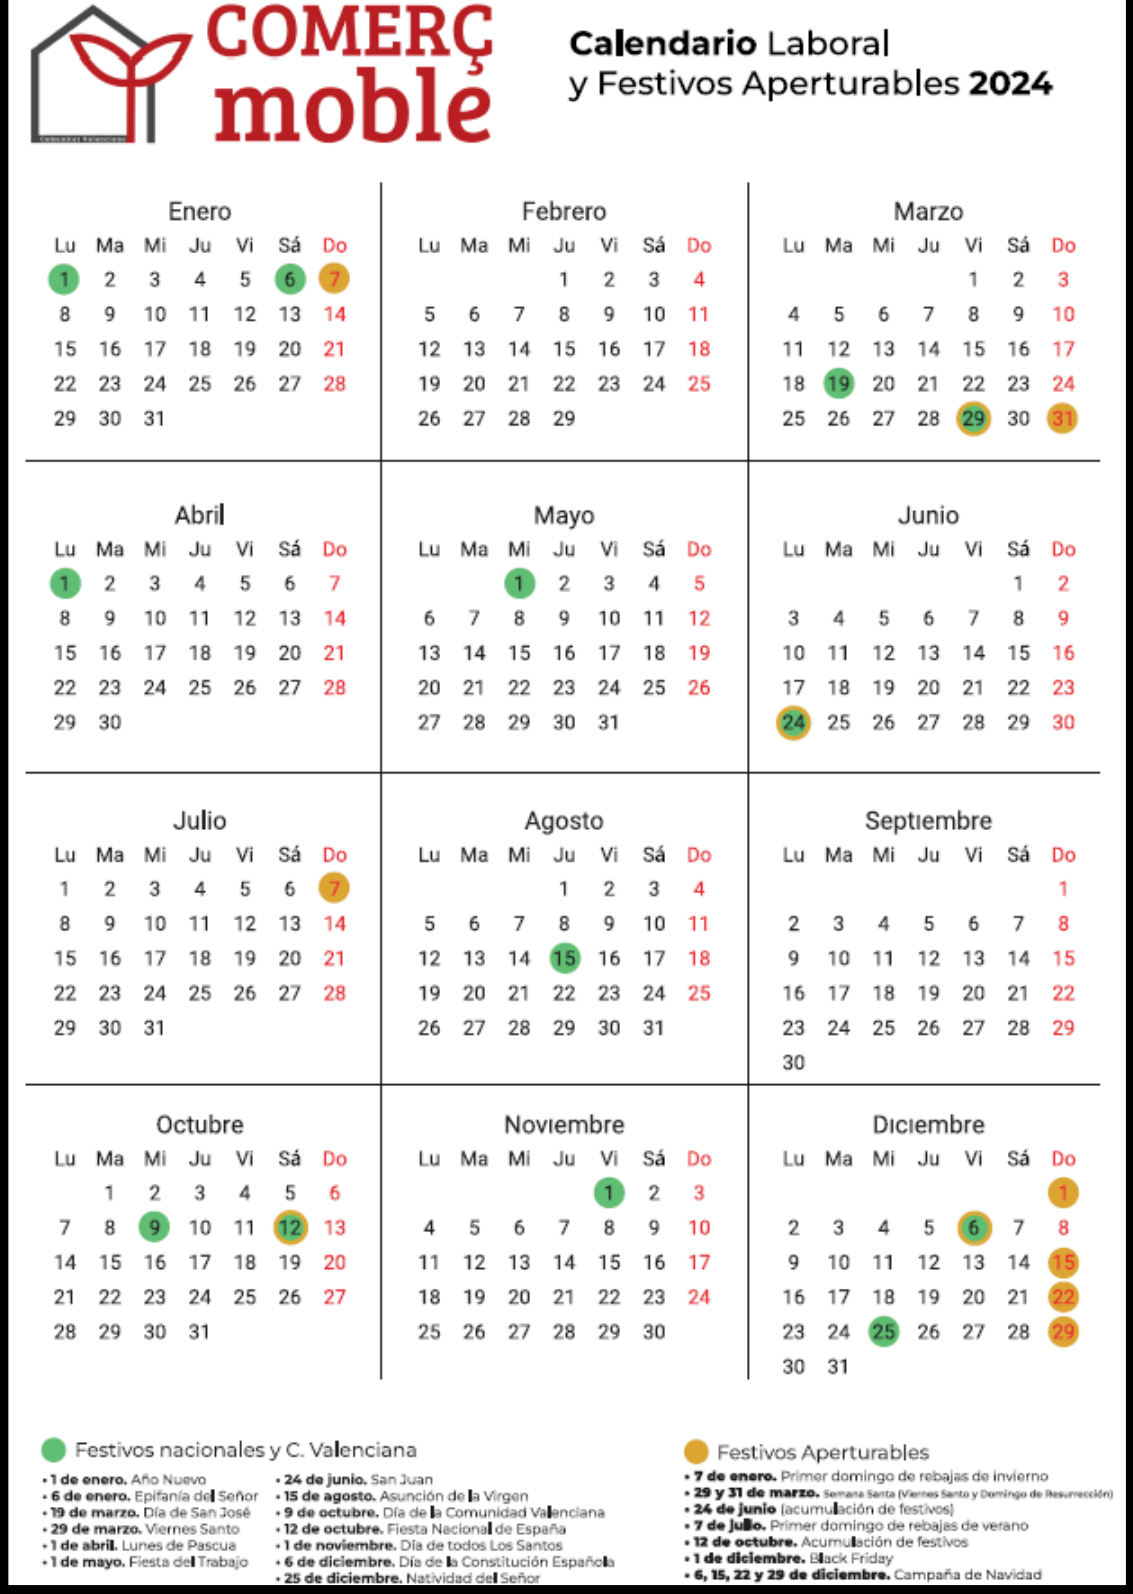 COMERÇ
moble
Comunitat Valenciana
Calendario Laboral
y Festivos Aperturables 2024
Enero
Lu Ma Mi Ju Vi Sá Do
1 2 3 4 5 6 7
8 9 10 11 12 13 14
15 16 17 18 19 20 21
22 23 24 25 26 27 28
29 30 31
Febrero
Lu Ma Mi Ju Vi Sá Do
1 2 3 4
5 6 7 8 9 10 11
12 13 14 15 16 17 18
19 20 21 22 23 24 25
26 27 28 29
Marzo
Lu Ma Mi Ju Vi Sá Do
1 2 3
4 5 6 7 8 9 10
11 12 13 14 15 16 17
18 19 20 21 22 23 24
25 26 27 28 29 30 31
Abril
Lu Ma Mi Ju Vi Sá Do
1 2 3 4 5 6 7
8 9 10 11 12 13 14
15 16 17 18 19 20 21
22 23 24 25 26 27 28
29 30
Mayo
Lu Ma Mi Ju Vi Sá Do
1 2 3 4 5
6 7 8 9 10 11 12
13 14 15 16 17 18 19
20 21 22 23 24 25 26
27 28 29 30 31
Junio
Lu Ma Mi Ju Vi Sá Do
1 2
3 4 5 6 7 8 9
10 11 12 13 14 15 16
17 18 19 20 21 22 23
24 25 26 27 28 29 30
Julio
Lu Ma Mi Ju Vi Sá Do
1 2 3 4 5 6 7
8 9 10 11 12 13 14
15 16 17 18 19 20 21
22 23 24 25 26 27 28
29 30 31
Agosto
Lu Ma Mi Ju Vi Sá Do
1 2 3 4
5 6 7 8 9 10 11
12 13 14 15 16 17 18
19 20 21 22 23 24 25
26 27 28 29 30 31
Septiembre
Lu Ma Mi Ju Vi Sá Do
1
2 3 4 5 6 7 8
9 10 11 12 13 14 15
16 17 18 19 20 21 22
23 24 25 26 27 28 29
30
Octubre
Lu Ma Mi Ju Vi Sá Do
1 2 3 4 5 6
7 8 9 10 11 12 13
14 15 16 17 18 19 20
21 22 23 24 25 26 27
28 29 30 31
Noviembre
Lu Ma Mi Ju Vi Sá Do
1 2 3
4 5 6 7 8 9 10
11 12 13 14 15 16 17
18 19 20 21 22 23 24
25 26 27 28 29 30
Diciembre
Lu Ma Mi Ju Vi Sá Do
1
2 3 4 5 6 7 8
9 10 11 12 13 14 15
16 17 18 19 20 21 22
23 24 25 26 27 28 29
30 31
Festivos nacionales y C. Valenciana
• 1 de enero. Año Nuevo
• 6 de enero. Epifanía del Señor
• 19 de marzo. Día de San José
• 29 de marzo. Viernes Santo
• 1 de abril. Lunes de Pascua
• 1 de mayo. Fiesta del Trabajo
• 24 de junio. San Juan
• 15 de agosto. Asunción de la Virgen
• 9 de octubre. Día de la Comunidad Valenciana
• 12 de octubre. Fiesta Nacional de España
• 1 de noviembre. Día de todos Los Santos
• 6 de diciembre. Día de la Constitución Española
• 25 de diciembre. Natividad del Señor
Festivos Aperturables
• 7 de enero. Primer domingo de rebajas de invierno
• 29 y 31 de marzo. Semana Santa (Viernes Santo y Domingo de Resurrección)
• 24 de junio (acumulación de festivos)
• 7 de julio. Primer domingo de rebajas de verano
• 12 de octubre. Acumulación de festivos
• 1 de diciembre. Black Friday
• 6, 15, 22 y 29 de diciembre. Campaña de Navidad